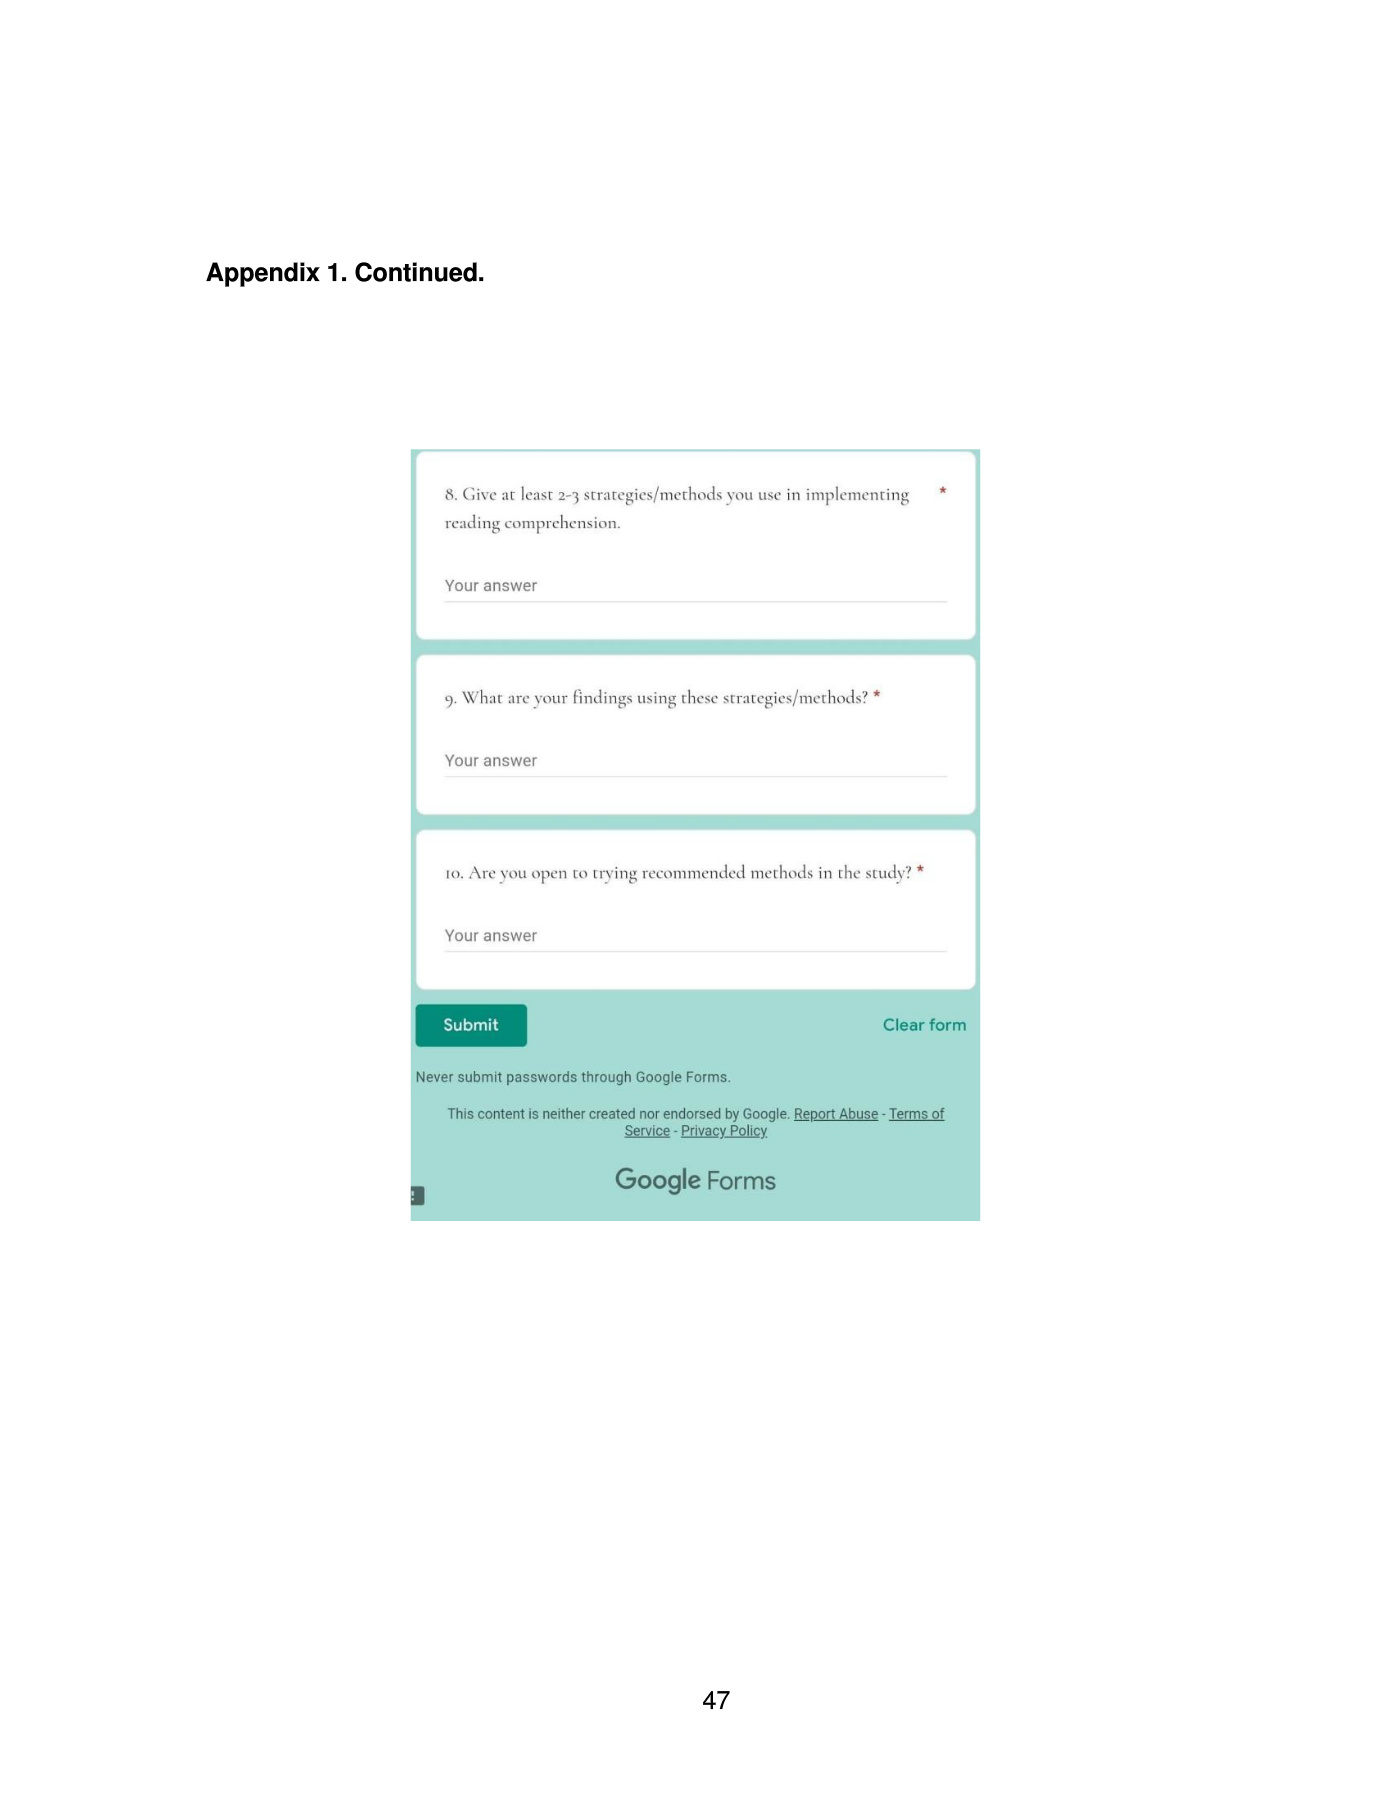 Appendix 1. Continued.
8. Give at least 2-3 strategies/methods you use in implementing *
reading comprehension.
Your answer
9. What are your findings using these strategies/methods? *
Your answer
10. Are you open to trying recommended methods in the study? *
Your answer
Submit
Clear form
Never submit passwords through Google Forms.
This content is neither created nor endorsed by Google. Report Abuse - Terms of
Service - Privacy Policy
Google Forms
47